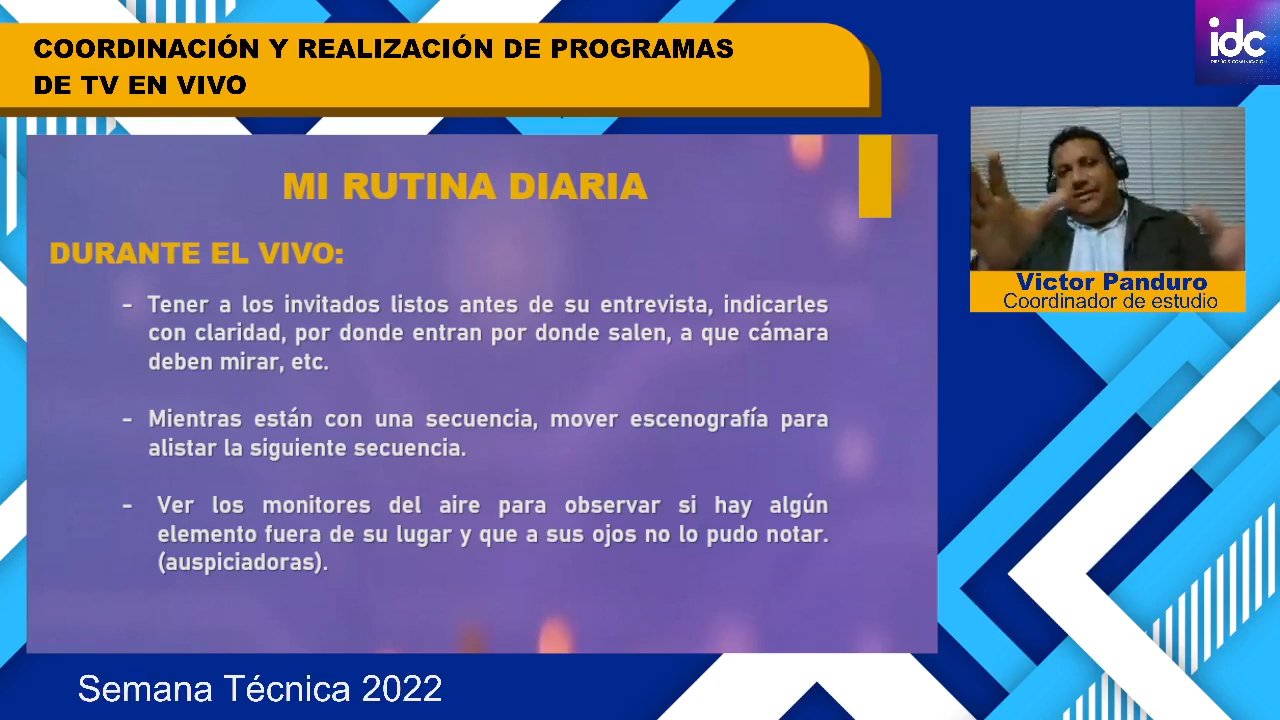 COORDINACIÓN Y REALIZACIÓN DE PROGRAMAS
DE TV EN VIVO
idc
MI RUTINA DIARIA
DURANTE EL VIVO:
- Tener a los invitados listos antes de su entrevista, indicarles
con claridad, por donde entran por donde salen, a que cámara
deben mirar, etc.
- Mientras están con una secuencia, mover escenografía para
alistar la siguiente secuencia.
- Ver los monitores del aire para observar si hay algún
elemento fuera de su lugar y que a sus ojos no lo pudo notar.
(auspiciadoras).
Victor Panduro
Coordinador de estudio
Semana Técnica 2022